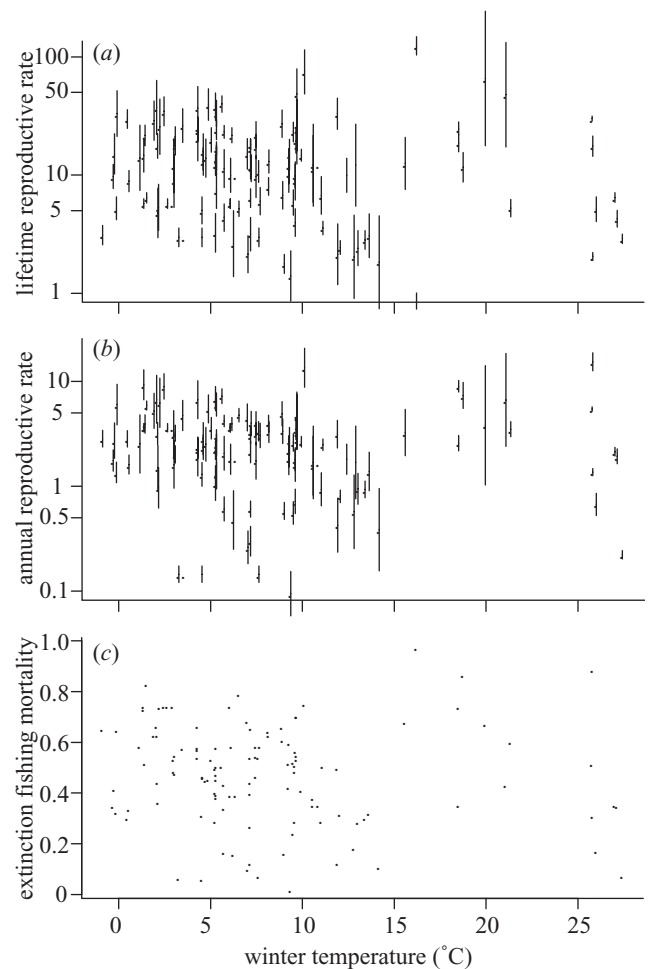 (a)
100
50
10
5
1
lifetime reproductive rate
(b)
10
5
1
0.5
0.1
annual reproductive rate
(c)
1.0
0.8
0.6
0.4
0.2
0
extinction fishing mortality
0 5 10 15 20 25
winter temperature (˚C)